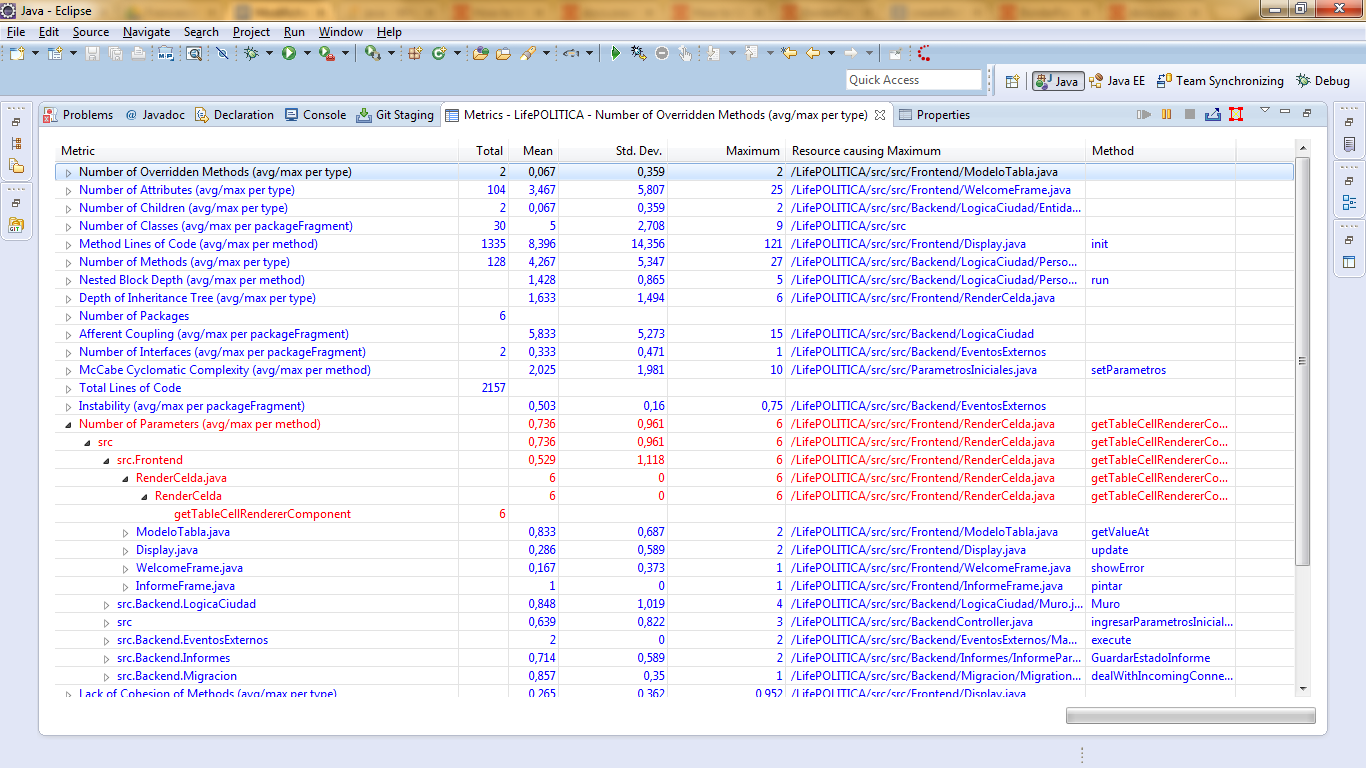 Java - Eclipse
File Edit Source Navigate Search Project Run Window Help
Quick Access Java Java EE Team Synchronizing Debug
Problems @ Javadoc Declaration Console Git Staging Metrics - LifePOLITICA - Number of Overridden Methods (avg/max per type) Properties
Metric Total Mean Std. Dev. Maximum Resource causing Maximum Method
Number of Overridden Methods (avg/max per type) 2 0,067 0,359 2 /LifePOLITICA/src/src/Frontend/ModeloTabla.java
Number of Attributes (avg/max per type) 104 3,467 5,807 25 /LifePOLITICA/src/src/Frontend/WelcomeFrame.java
Number of Children (avg/max per type) 2 0,067 0,359 2 /LifePOLITICA/src/src/Backend/LogicaCiudad/Entida...
Number of Classes (avg/max per packageFragment) 30 5 2,708 9 /LifePOLITICA/src/src
Method Lines of Code (avg/max per method) 1335 8,396 14,356 121 /LifePOLITICA/src/src/Frontend/Display.java init
Number of Methods (avg/max per type) 128 4,267 5,347 27 /LifePOLITICA/src/src/Backend/LogicaCiudad/Perso...
Nested Block Depth (avg/max per method) 1,428 0,865 5 /LifePOLITICA/src/src/Backend/LogicaCiudad/Perso... run
Depth of Inheritance Tree (avg/max per type) 1,633 1,494 6 /LifePOLITICA/src/src/Frontend/RenderCelda.java
Number of Packages 6
Afferent Coupling (avg/max per packageFragment) 5,833 5,273 15 /LifePOLITICA/src/src/Backend/LogicaCiudad
Number of Interfaces (avg/max per packageFragment) 2 0,333 0,471 1 /LifePOLITICA/src/src/Backend/EventosExternos
McCabe Cyclomatic Complexity (avg/max per method) 2,025 1,981 10 /LifePOLITICA/src/src/ParametrosIniciales.java setParametros
Total Lines of Code 2157
Instability (avg/max per packageFragment) 0,503 0,16 0,75 /LifePOLITICA/src/src/Backend/EventosExternos
Number of Parameters (avg/max per method) 0,736 0,961 6 /LifePOLITICA/src/src/Frontend/RenderCelda.java getTableCellRendererCo...
src 0,736 0,961 6 /LifePOLITICA/src/src/Frontend/RenderCelda.java getTableCellRendererCo...
src.Frontend 0,529 1,118 6 /LifePOLITICA/src/src/Frontend/RenderCelda.java getTableCellRendererCo...
RenderCelda.java 6 0 6 /LifePOLITICA/src/src/Frontend/RenderCelda.java getTableCellRendererCo...
RenderCelda 6 0 6 /LifePOLITICA/src/src/Frontend/RenderCelda.java getTableCellRendererCo...
getTableCellRendererComponent 6
ModeloTabla.java 0,833 0,687 2 /LifePOLITICA/src/src/Frontend/ModeloTabla.java getValueAt
Display.java 0,286 0,589 2 /LifePOLITICA/src/src/Frontend/Display.java update
WelcomeFrame.java 0,167 0,373 1 /LifePOLITICA/src/src/Frontend/WelcomeFrame.java showError
InformeFrame.java 1 0 1 /LifePOLITICA/src/src/Frontend/InformeFrame.java pintar
src.Backend.LogicaCiudad 0,848 1,019 4 /LifePOLITICA/src/src/Backend/LogicaCiudad/Muro.j... Muro
src 0,639 0,822 3 /LifePOLITICA/src/src/BackendController.java ingresarParametrosInicial...
src.Backend.EventosExternos 2 0 2 /LifePOLITICA/src/src/Backend/EventosExternos/Ma... execute
src.Backend.Informes 0,714 0,589 2 /LifePOLITICA/src/src/Backend/Informes/InformePar... GuardarEstadoInforme
src.Backend.Migracion 0,857 0,35 1 /LifePOLITICA/src/src/Backend/Migracion/Migration... dealWithIncomingConne...
Lack of Cohesion of Methods (avg/max per type) 0,265 0,362 0,952 /LifePOLITICA/src/src/Frontend/Display.java